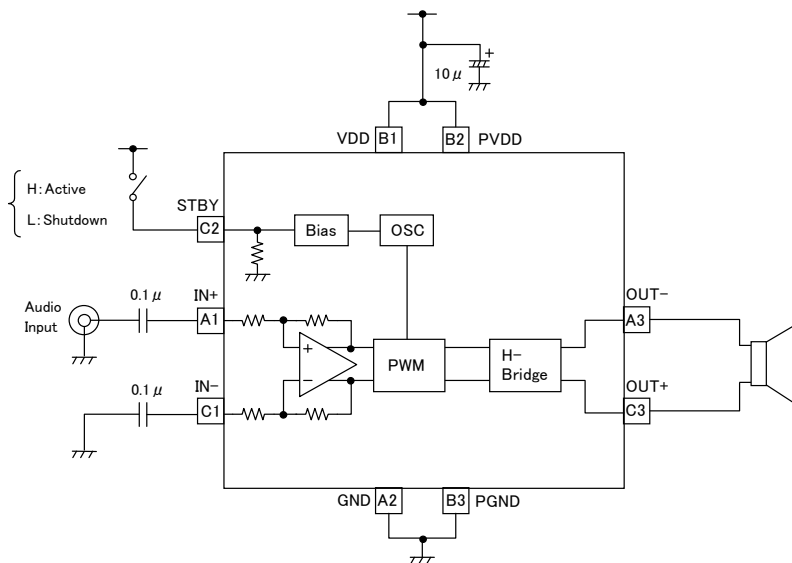 10μ
+
VDD B1 B2 PVDD
H:Active
L:Shutdown
STBY
C2
Bias
OSC
Audio
Input
0.1μ
IN+
A1
+
−
PWM
H-
Bridge
OUT−
A3
OUT+
C3
0.1μ
IN−
C1
GND A2 B3 PGND